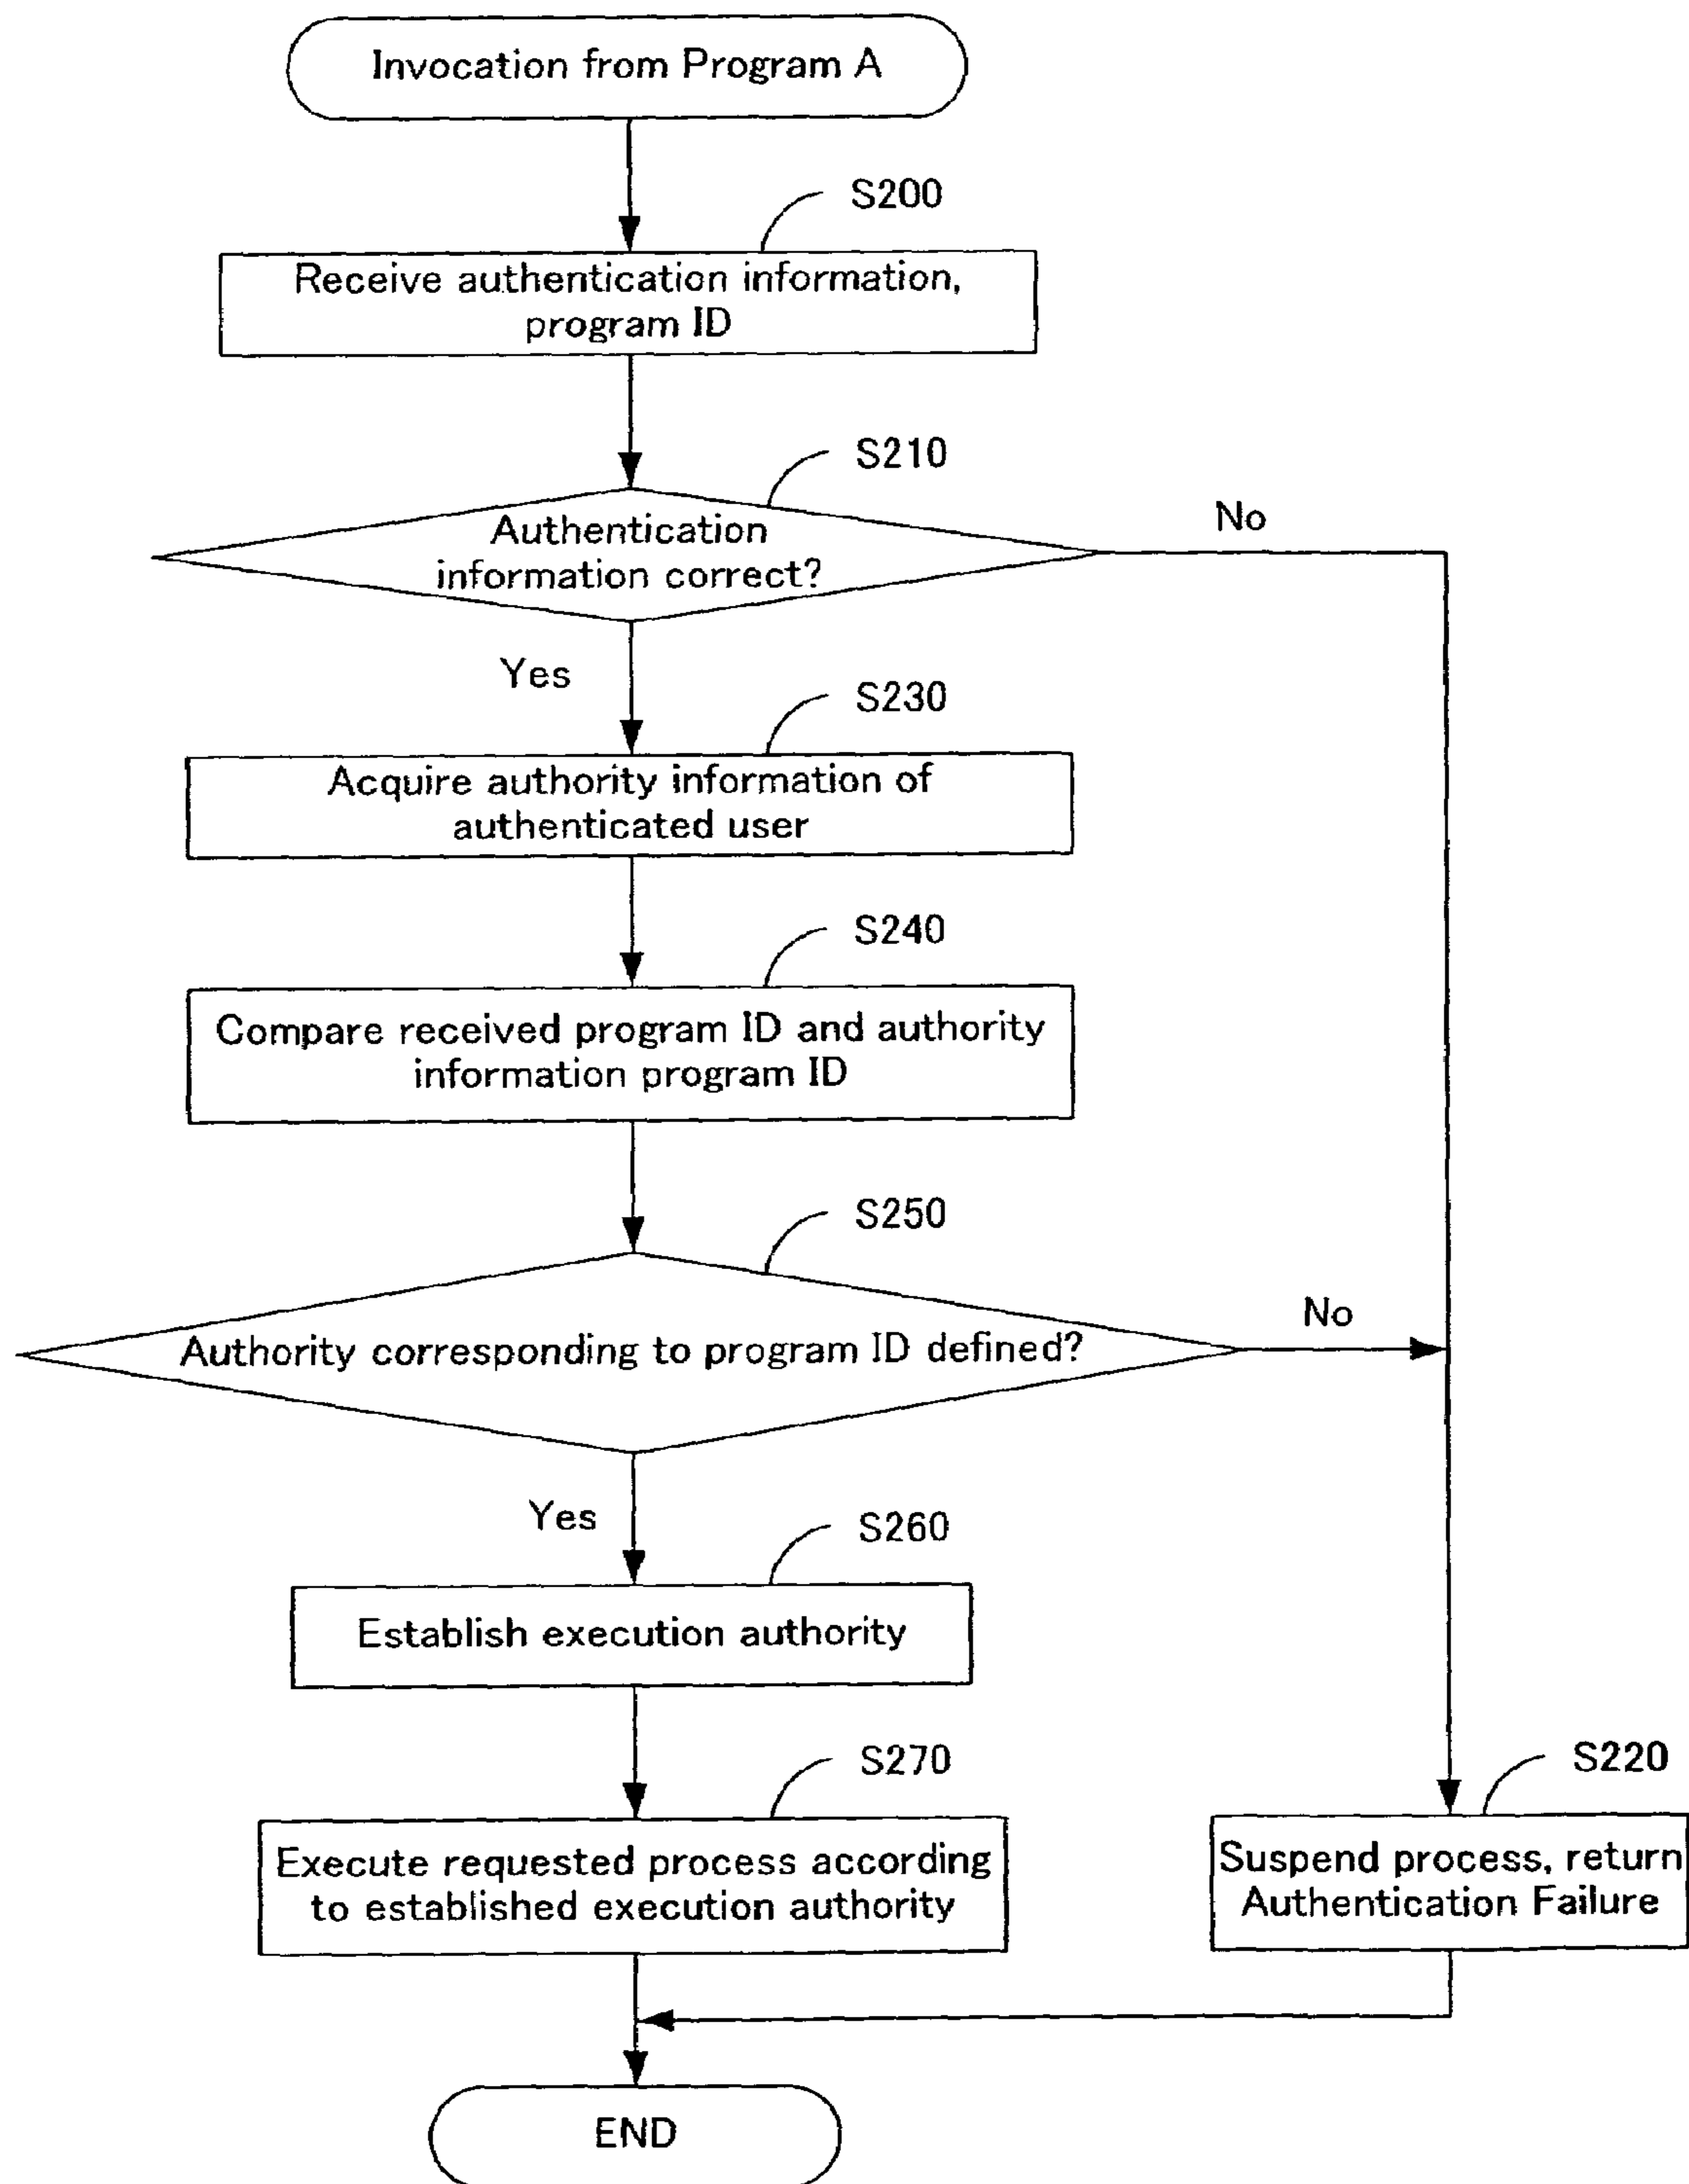 Invocation from Program A
S200
Receive authentication information,
program ID
S210
Authentication
information correct?
No
Yes
S230
Acquire authority information of
authenticated user
S240
Compare received program ID and authority
information program ID
S250
Authority corresponding to program ID defined?
No
Yes
S260
Establish execution authority
S270
Execute requested process according
to established execution authority
S220
Suspend process, return
Authentication Failure
END